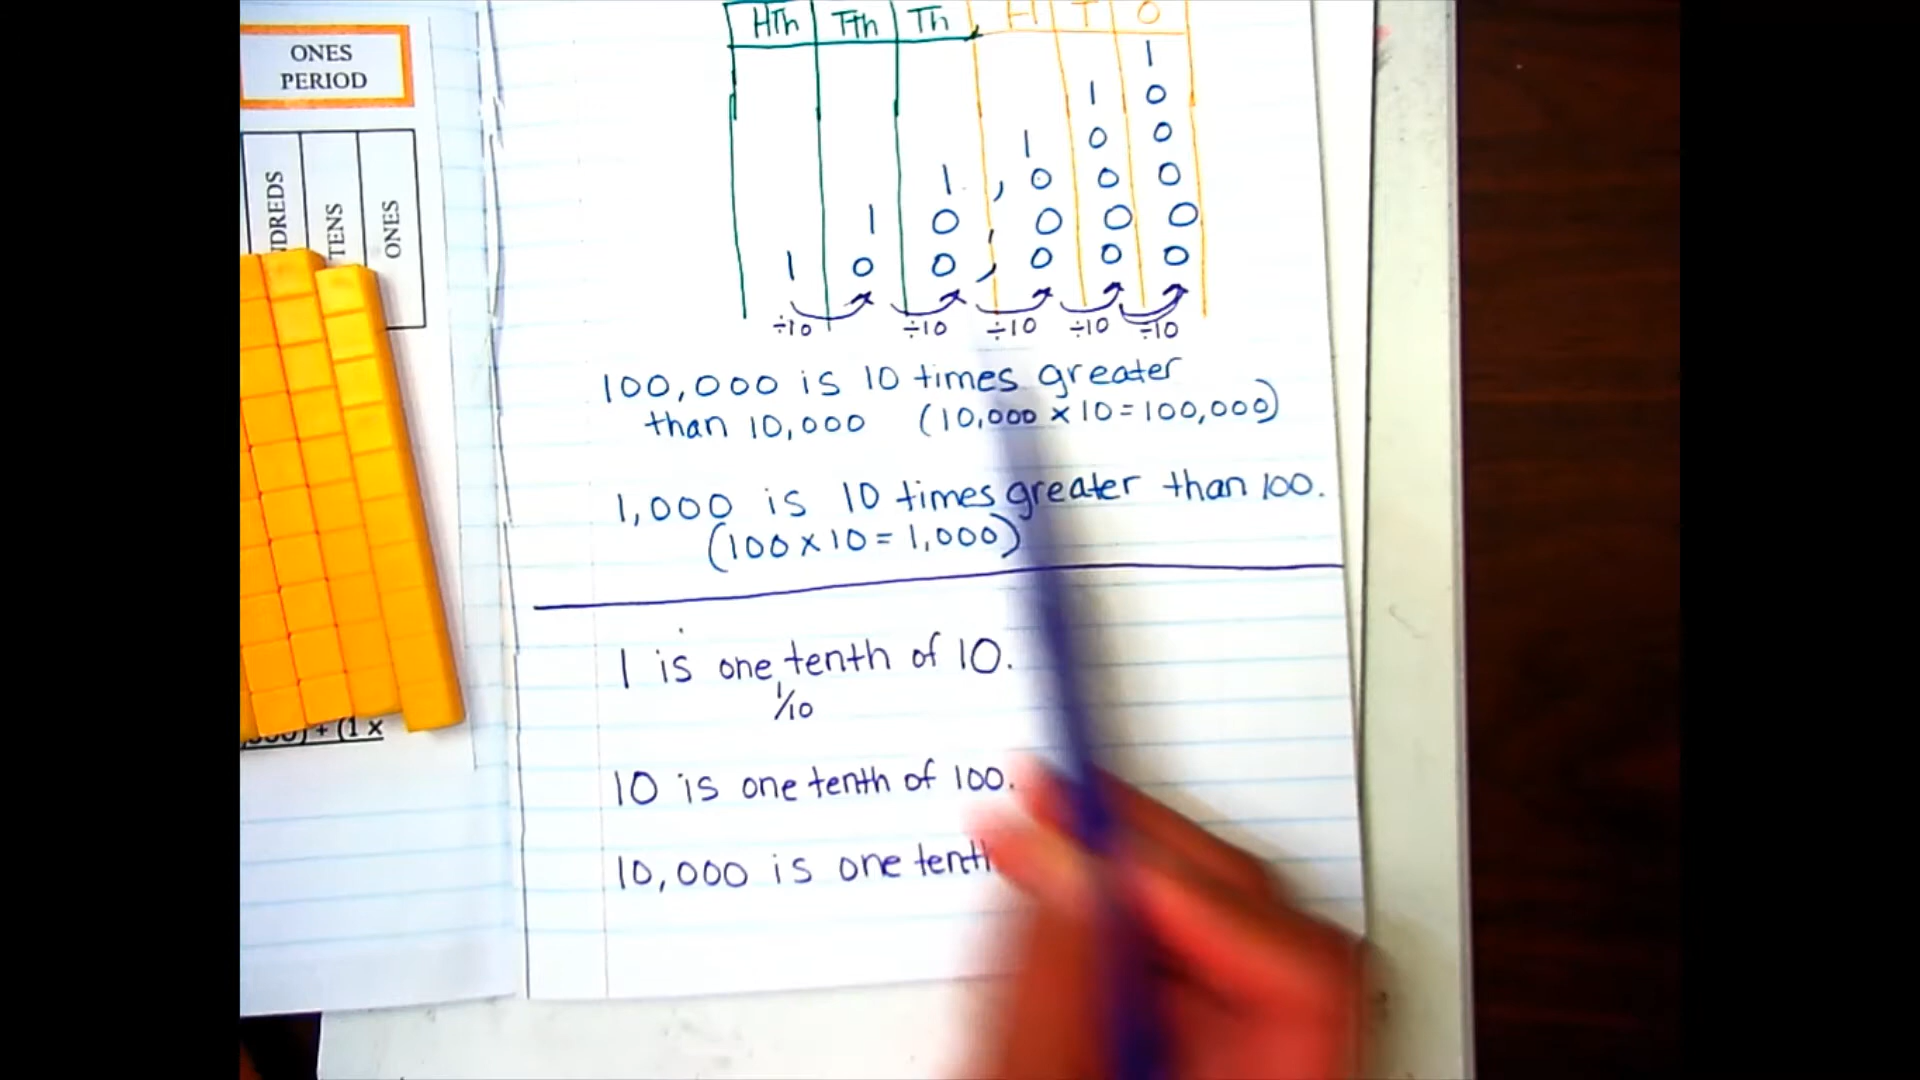 ONES
PERIOD
TENS
ONES
+ (1 x
HTh TTh Th , H T O
1
1 0
1 0 0
1 , 0 0 0
1 0 , 0 0 0
1 0 0 , 0 0 0
÷10 ÷10 ÷10 ÷10 ÷10
100,000 is 10 times greater
than 10,000 (10,000 x 10 = 100,000)
1,000 is 10 times greater than 100.
(100 x 10 = 1,000)
1 is one tenth of 10.
1/10
10 is one tenth of 100.
10,000 is one tenth